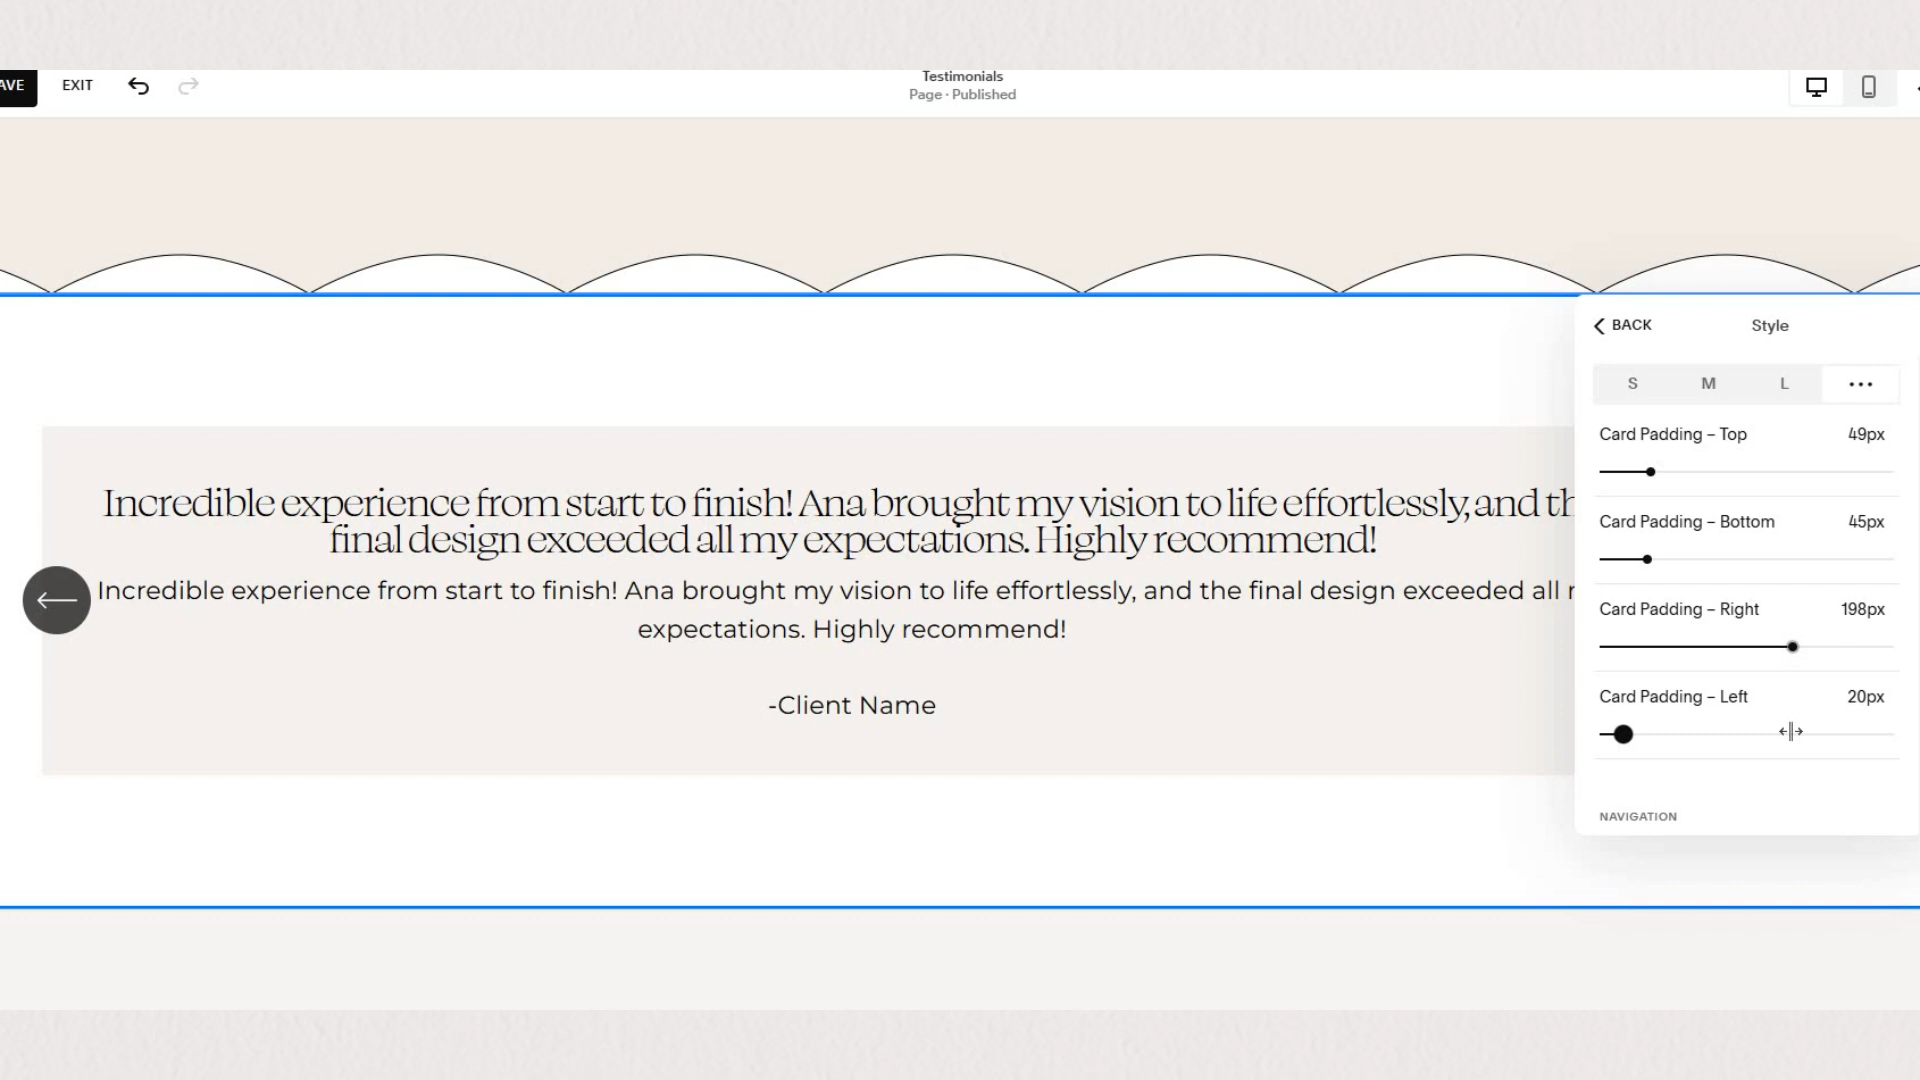 AVE EXIT
Testimonials
Page · Published
BACK Style
S M L
Card Padding – Top 49px
Card Padding – Bottom 45px
Card Padding – Right 198px
Card Padding – Left 20px
NAVIGATION
Incredible experience from start to finish! Ana brought my vision to life effortlessly, and th
final design exceeded all my expectations. Highly recommend!
Incredible experience from start to finish! Ana brought my vision to life effortlessly, and the final design exceeded all
expectations. Highly recommend!
-Client Name